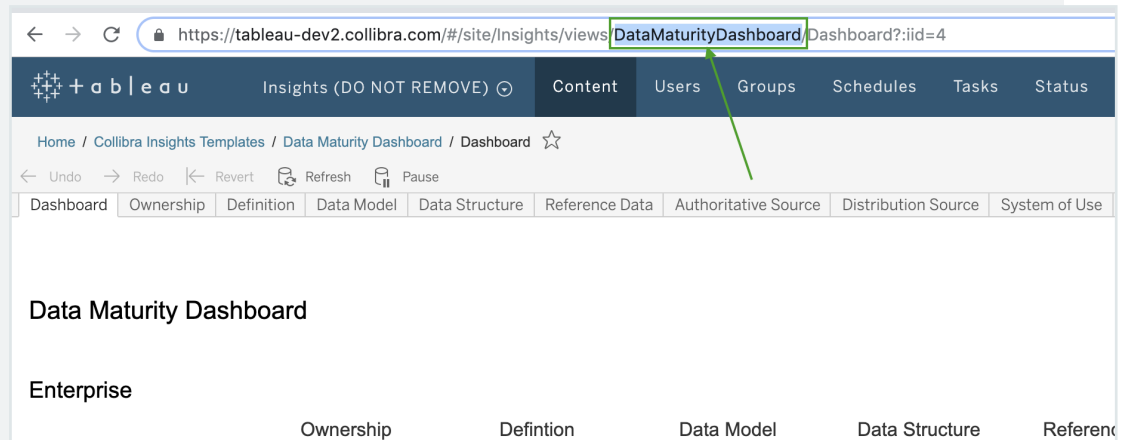 https://tableau-dev2.collibra.com/#/site/Insights/views/DataMaturityDashboard/Dashboard?:iid=4
+ableau Insights (DO NOT REMOVE) Content Users Groups Schedules Tasks Status
Home / Collibra Insights Templates / Data Maturity Dashboard / Dashboard
Undo Redo Revert Refresh Pause
Dashboard Ownership Definition Data Model Data Structure Reference Data Authoritative Source Distribution Source System of Use
Data Maturity Dashboard
Enterprise
Ownership Defintion Data Model Data Structure Referenc